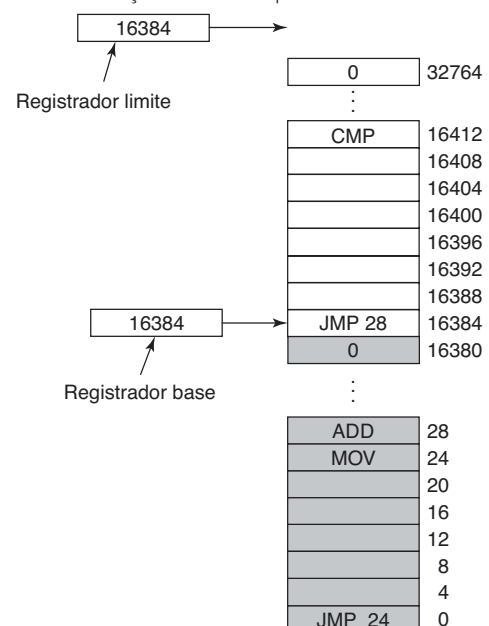 16384
0 32764
Registrador limite
CMP 16412
16408
16404
16400
16396
16392
16388
16384 JMP 28 16384
0 16380
Registrador base
ADD 28
MOV 24
20
16
12
8
4
JMP 24 0